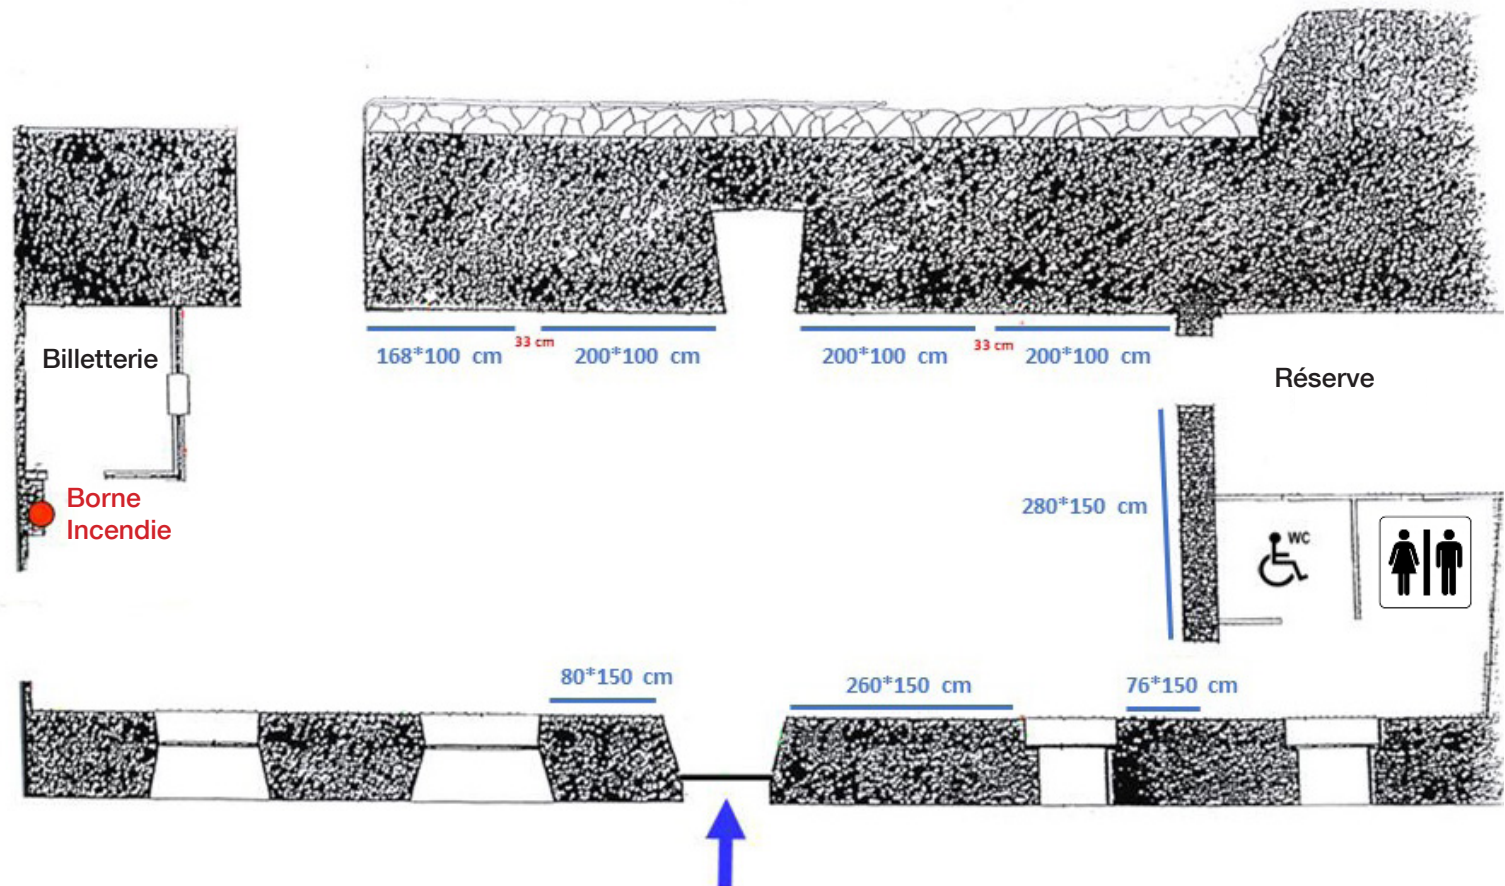 Billetterie
168*100 cm
33 cm
200*100 cm
200*100 cm
33 cm
200*100 cm
Réserve
Borne
Incendie
280*150 cm
WC
80*150 cm
260*150 cm
76*150 cm